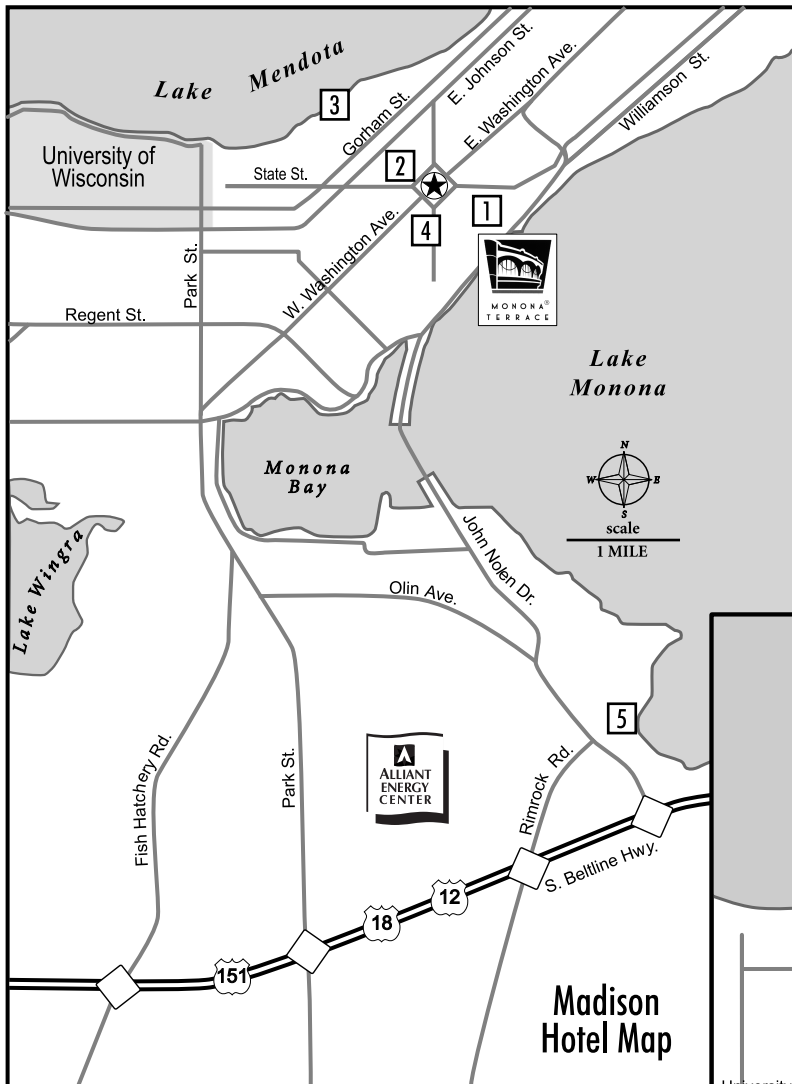 Lake Mendota
3
Gorham St.
E. Johnson St.
E. Washington Ave.
Williamson St.
University of
Wisconsin
State St.
2
1
4
W. Washington Ave.
Park St.
Regent St.
MONONA®
TERRACE
Lake
Monona
Monona
Bay
N
W E
S
scale
1 MILE
Lake Wingra
John Nolen Dr.
Olin Ave.
5
Fish Hatchery Rd.
Park St.
ALLIANT
ENERGY
CENTER
Rimrock Rd.
S. Beltline Hwy.
12
18
151
Madison
Hotel Map